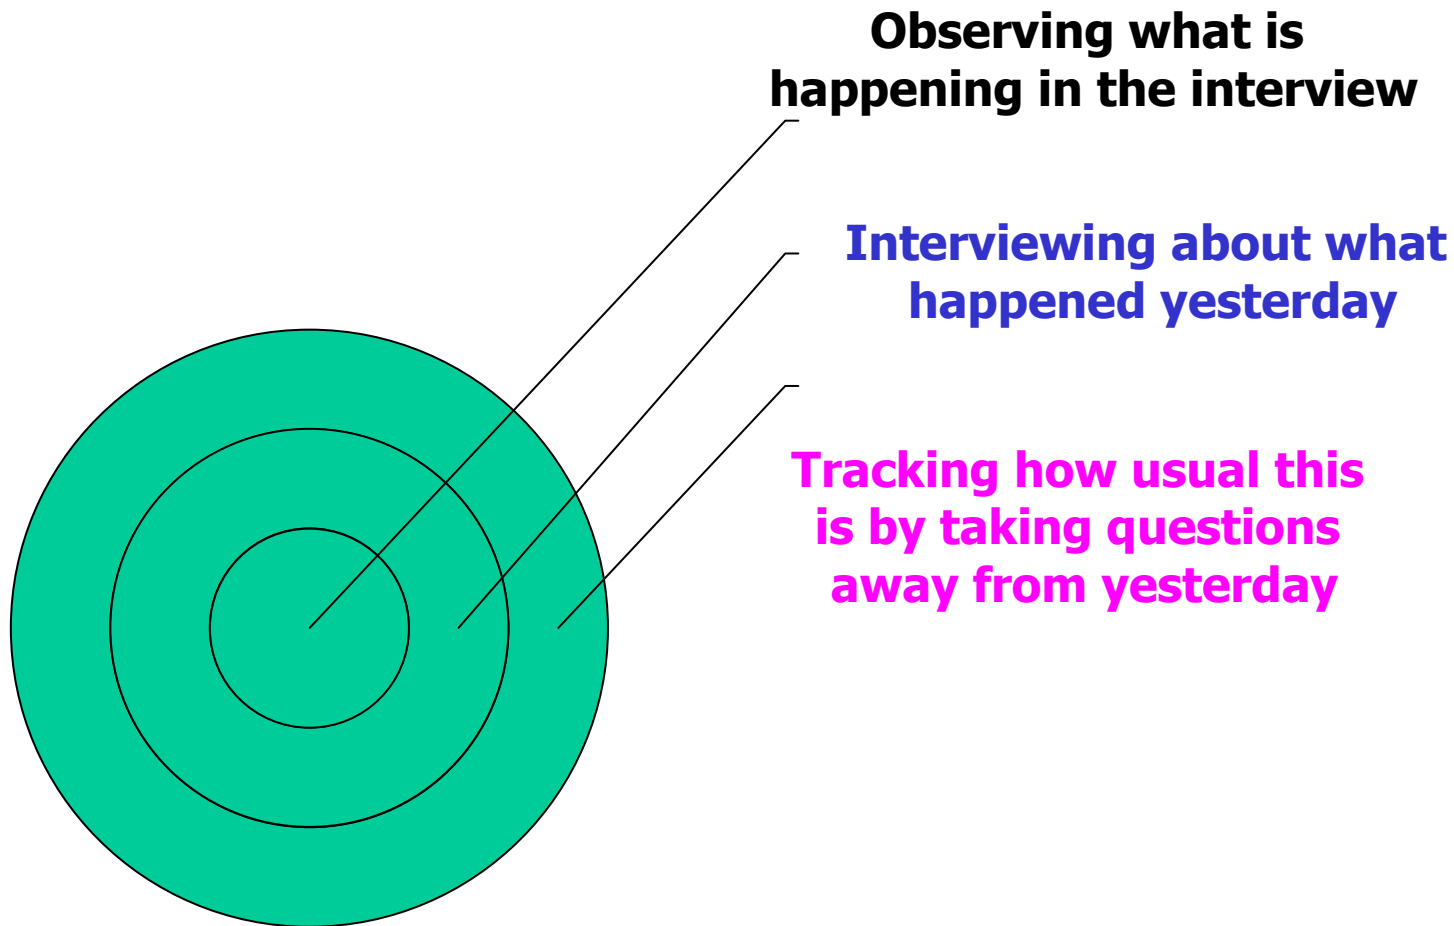 Observing what is
happening in the interview
Interviewing about what
happened yesterday
Tracking how usual this
is by taking questions
away from yesterday